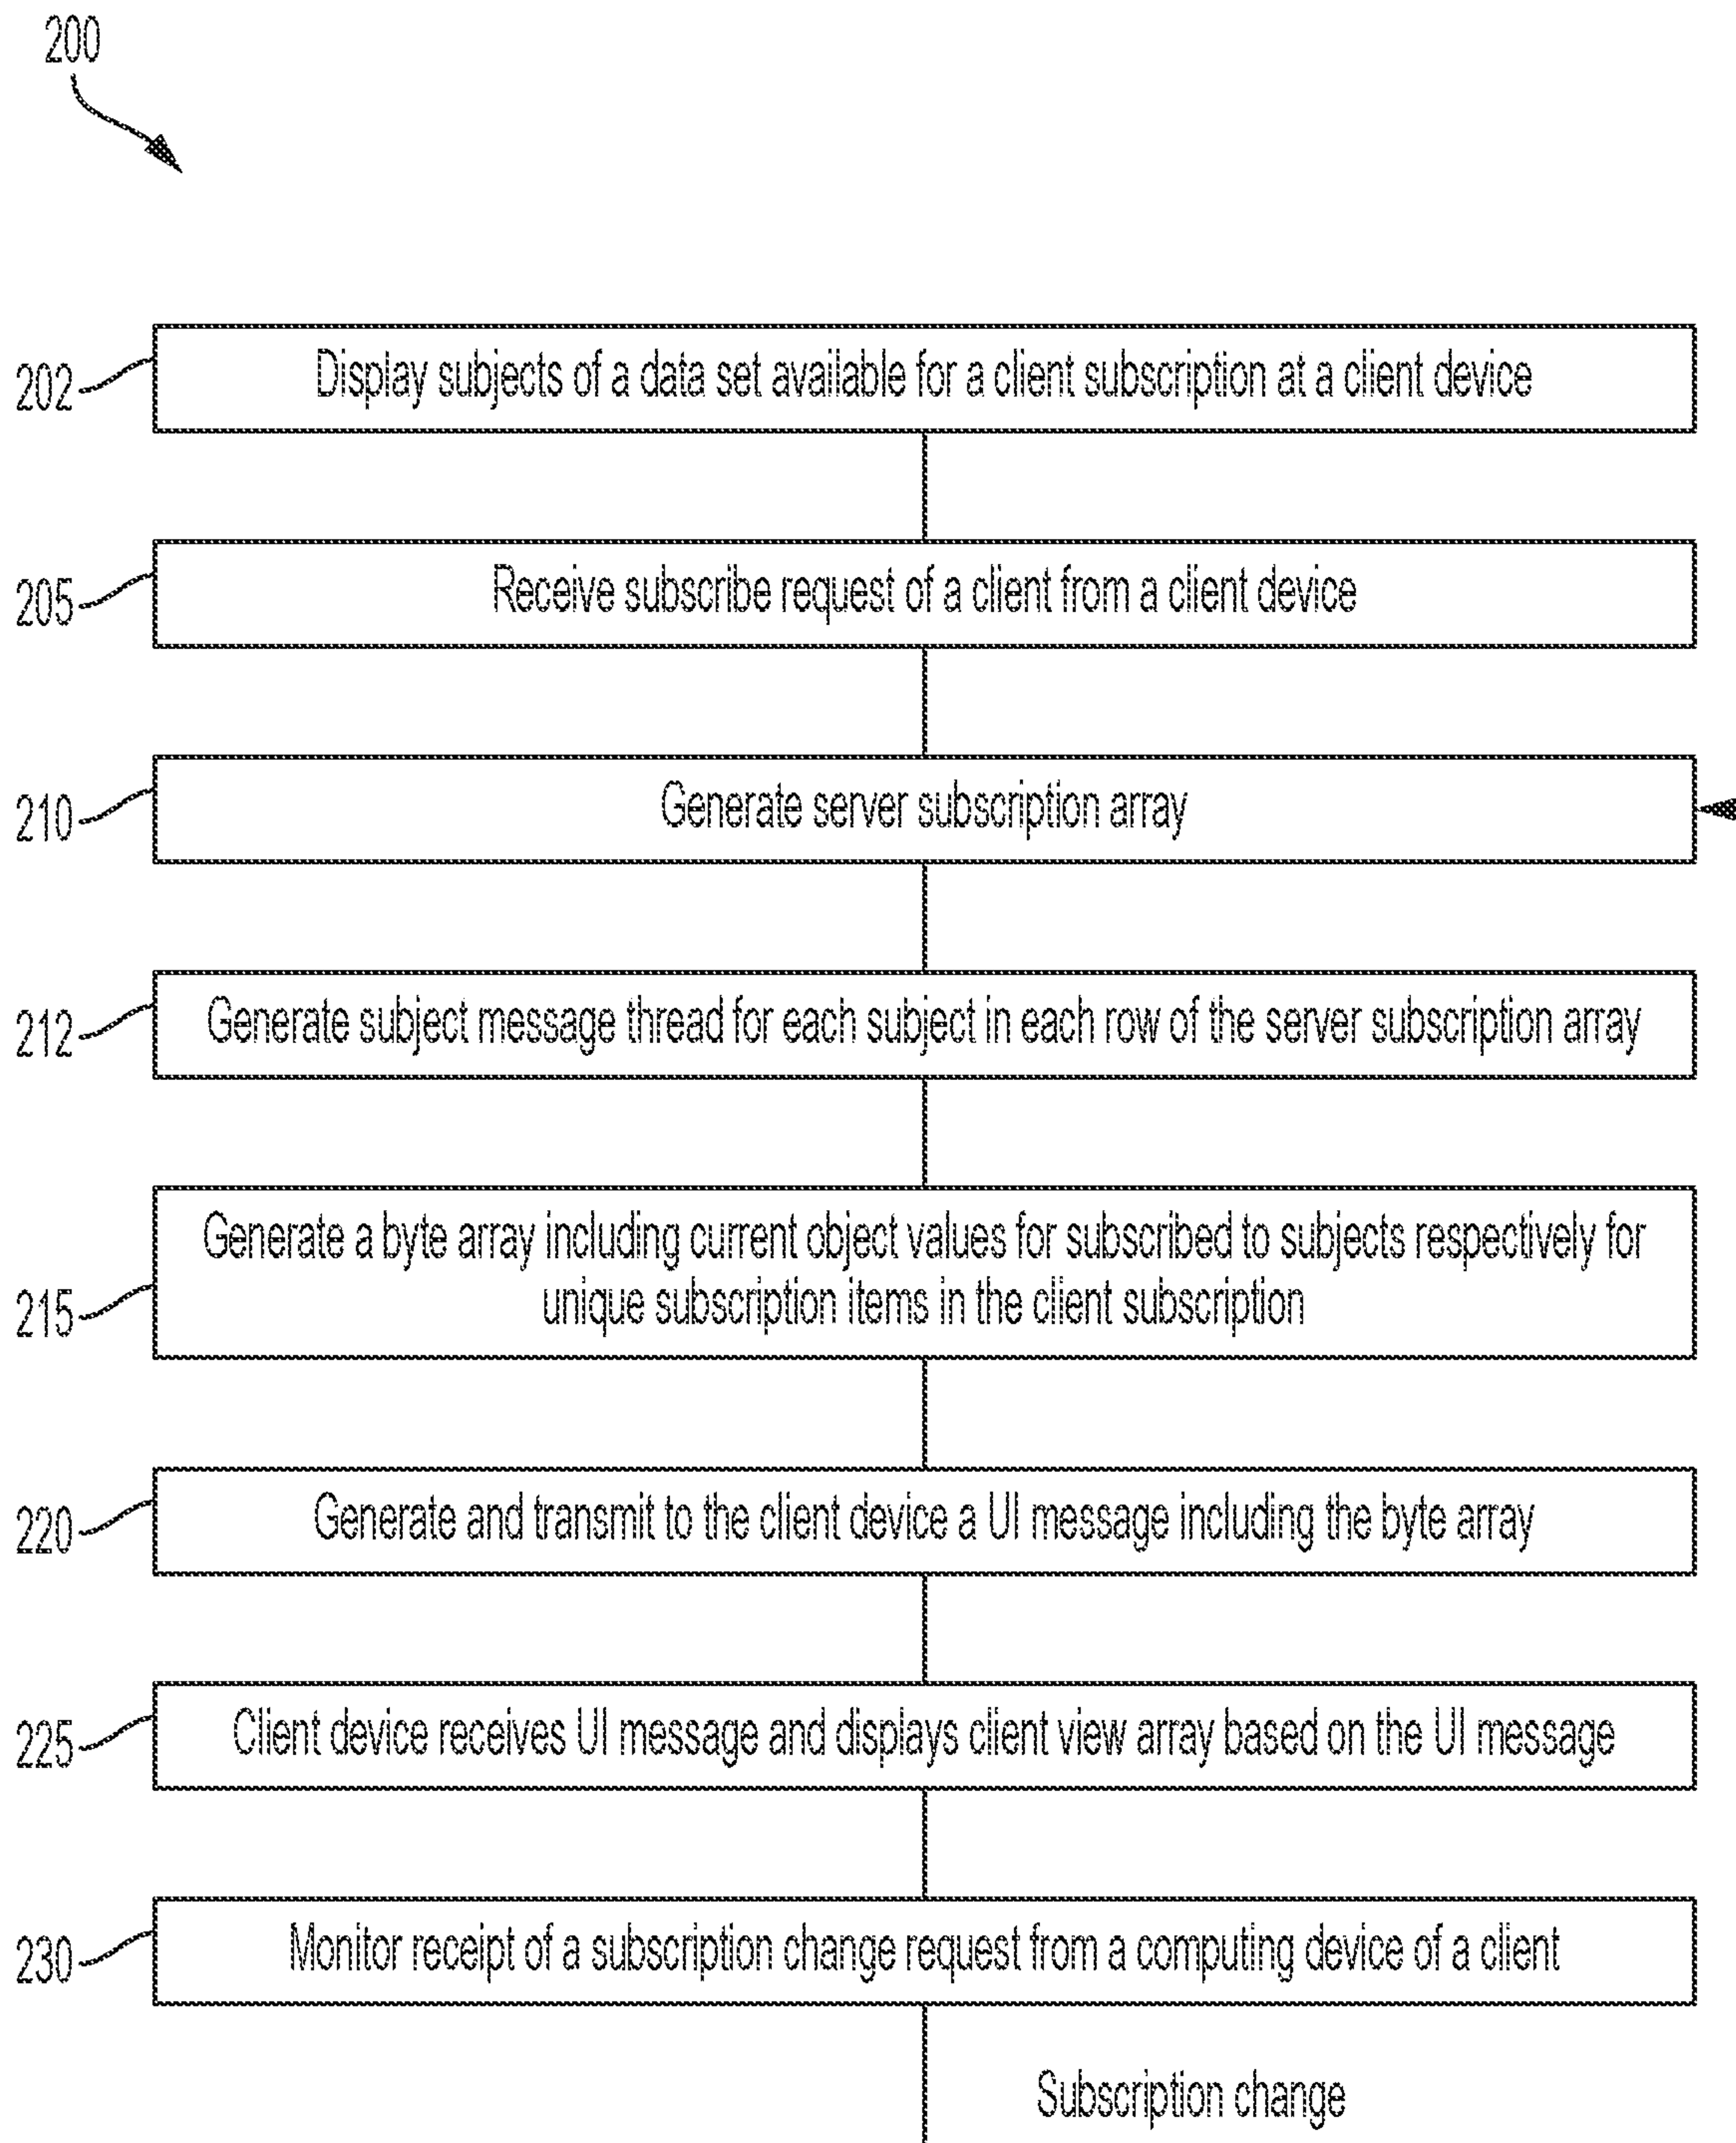 200
202
Display subjects of a data set available for a client subscription at a client device
205
Receive subscribe request of a client from a client device
210
Generate server subscription array
212
Generate subject message thread for each subject in each row of the server subscription array
215
Generate a byte array including current object values for subscribed to subjects respectively for
unique subscription items in the client subscription
220
Generate and transmit to the client device a UI message including the byte array
225
Client device receives UI message and displays client view array based on the UI message
230
Monitor receipt of a subscription change request from a computing device of a client
Subscription change